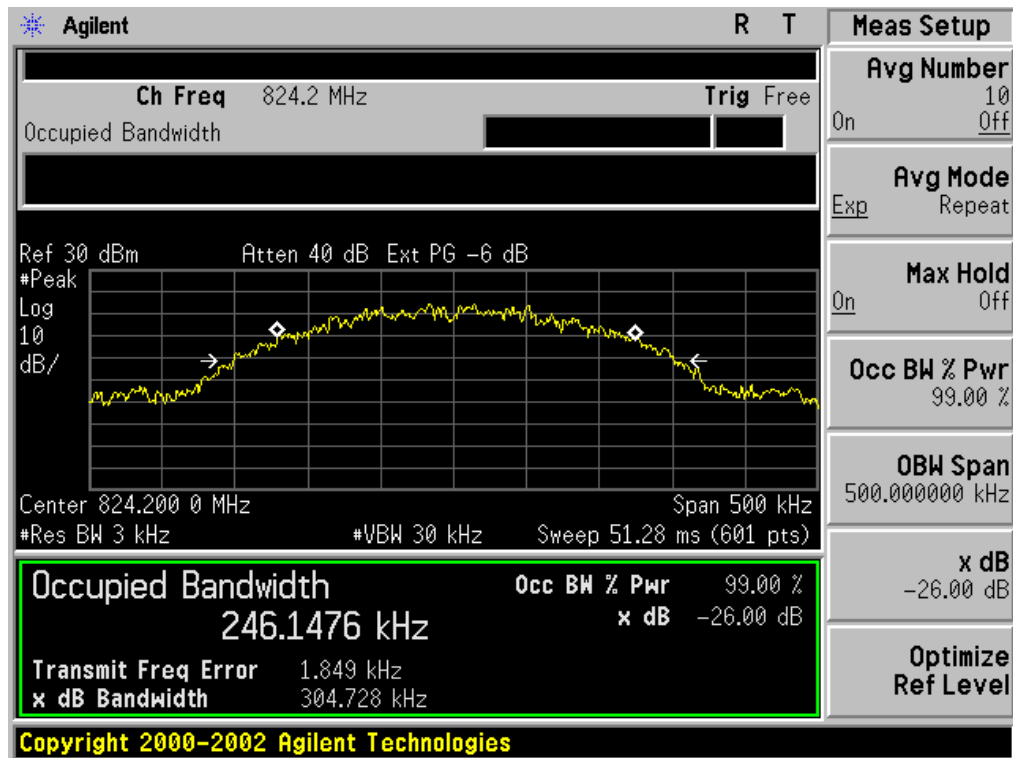 Agilent R T
Ch Freq 824.2 MHz Trig Free
Occupied Bandwidth
Ref 30 dBm Atten 40 dB Ext PG -6 dB
#Peak
Log
10
dB/
Center 824.200 0 MHz Span 500 kHz
#Res BW 3 kHz #VBW 30 kHz Sweep 51.28 ms (601 pts)
Occupied Bandwidth Occ BW % Pwr 99.00 %
246.1476 kHz x dB -26.00 dB
Transmit Freq Error 1.849 kHz
x dB Bandwidth 304.728 kHz
Copyright 2000-2002 Agilent Technologies
Meas Setup
Avg Number
10
On Off
Avg Mode
Exp Repeat
Max Hold
On Off
Occ BW % Pwr
99.00 %
OBW Span
500.000000 kHz
x dB
-26.00 dB
Optimize
Ref Level